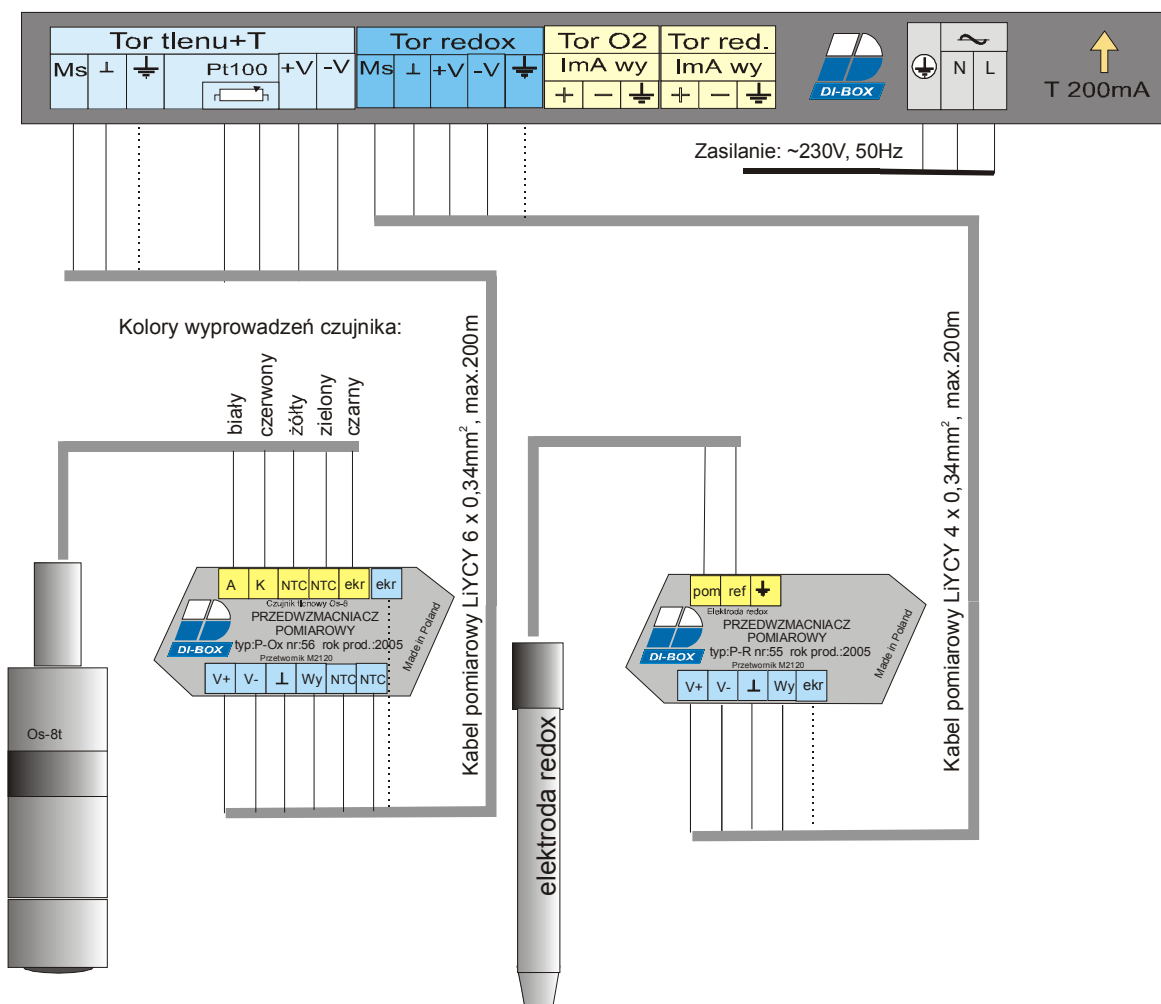 Tor tlenu+T
Ms ⊥ ⏚ Pt100 +V -V
Tor redox
Ms ⊥ +V -V ⏚
Tor O2
ImA wy
+ − ⏚
Tor red.
ImA wy
+ − ⏚
DI-BOX
N L
T 200mA
Zasilanie: ~230V, 50Hz
Kolory wyprowadzeń czujnika:
biały
czerwony
żółty
zielony
czarny
Kabel pomiarowy LiYCY 6 x 0,34mm², max.200m
Kabel pomiarowy LiYCY 4 x 0,34mm², max.200m
A K NTC NTC ekr ekr
Czujnik tlenowy Os-8
PRZEDWZMACNIACZ
POMIAROWY
typ:P-Ox nr:56 rok prod.:2005
Przetwornik M2120
DI-BOX
Made in Poland
V+ V- ⊥ Wy NTC NTC
pom ref ⏚
Elektroda redox
PRZEDWZMACNIACZ
POMIAROWY
typ:P-R nr:55 rok prod.:2005
Przetwornik M2120
DI-BOX
Made in Poland
V+ V- ⊥ Wy ekr
Os-8t
elektroda redox